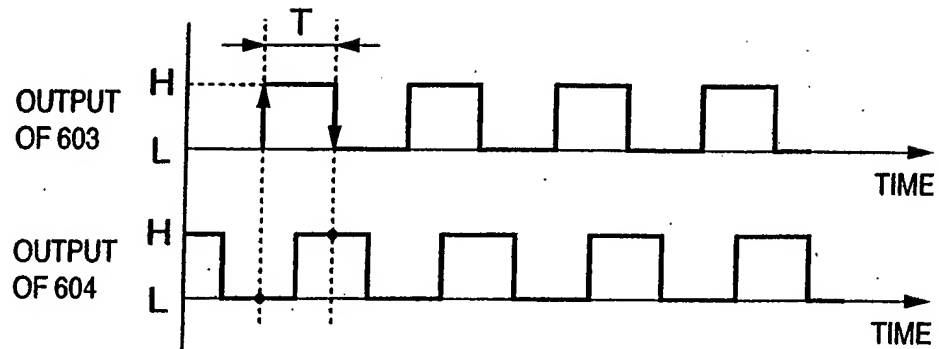 T
H
OUTPUT
OF 603
L
TIME
H
OUTPUT
OF 604
L
TIME